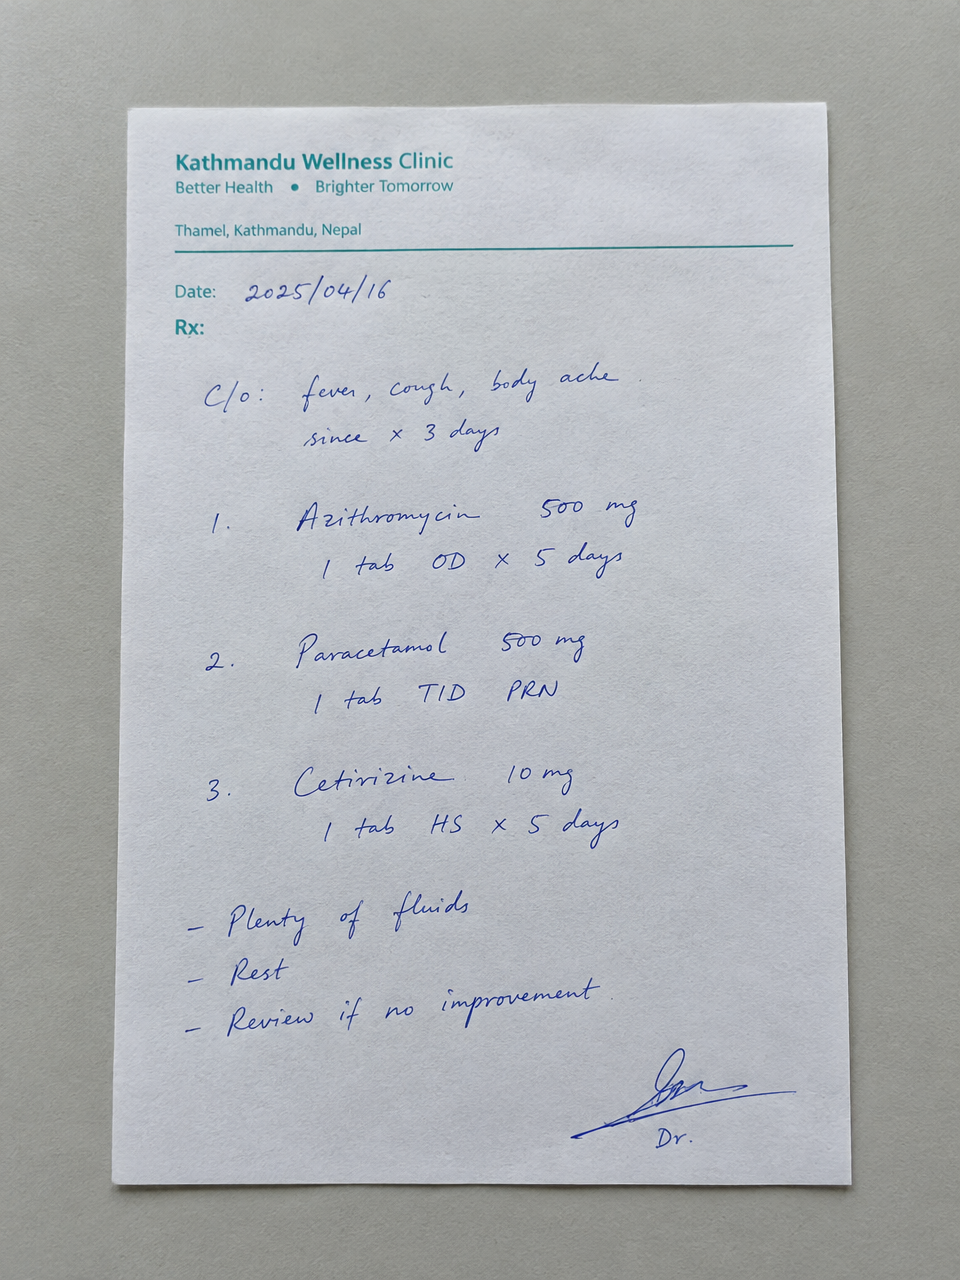 Kathmandu Wellness Clinic
Better Health • Brighter Tomorrow
Thamel, Kathmandu, Nepal
Date: 2025/04/16
Rx:
C/o: fever, cough, body ache
since x 3 days
1. Azithromycin 500 mg
1 tab OD x 5 days
2. Paracetamol 500 mg
1 tab TID PRN
3. Cetirizine 10 mg
1 tab HS x 5 days
- Plenty of fluids
- Rest
- Review if no improvement
Dr.